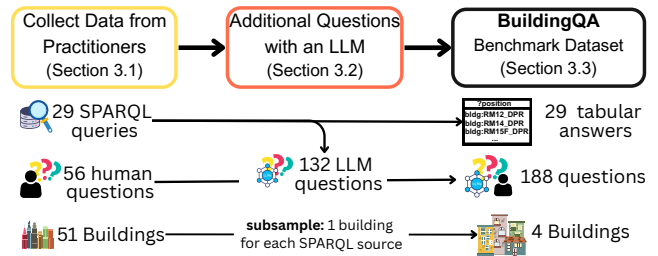 Collect Data from
Practitioners
(Section 3.1)
Additional Questions
with an LLM
(Section 3.2)
BuildingQA
Benchmark Dataset
(Section 3.3)
29 SPARQL
queries
?position
bldg:RM12_DPR
bldg:RM14_DPR
bldg:RM15F_DPR
...
29 tabular
answers
56 human
questions
132 LLM
questions
188 questions
51 Buildings
subsample: 1 building
for each SPARQL source
4 Buildings